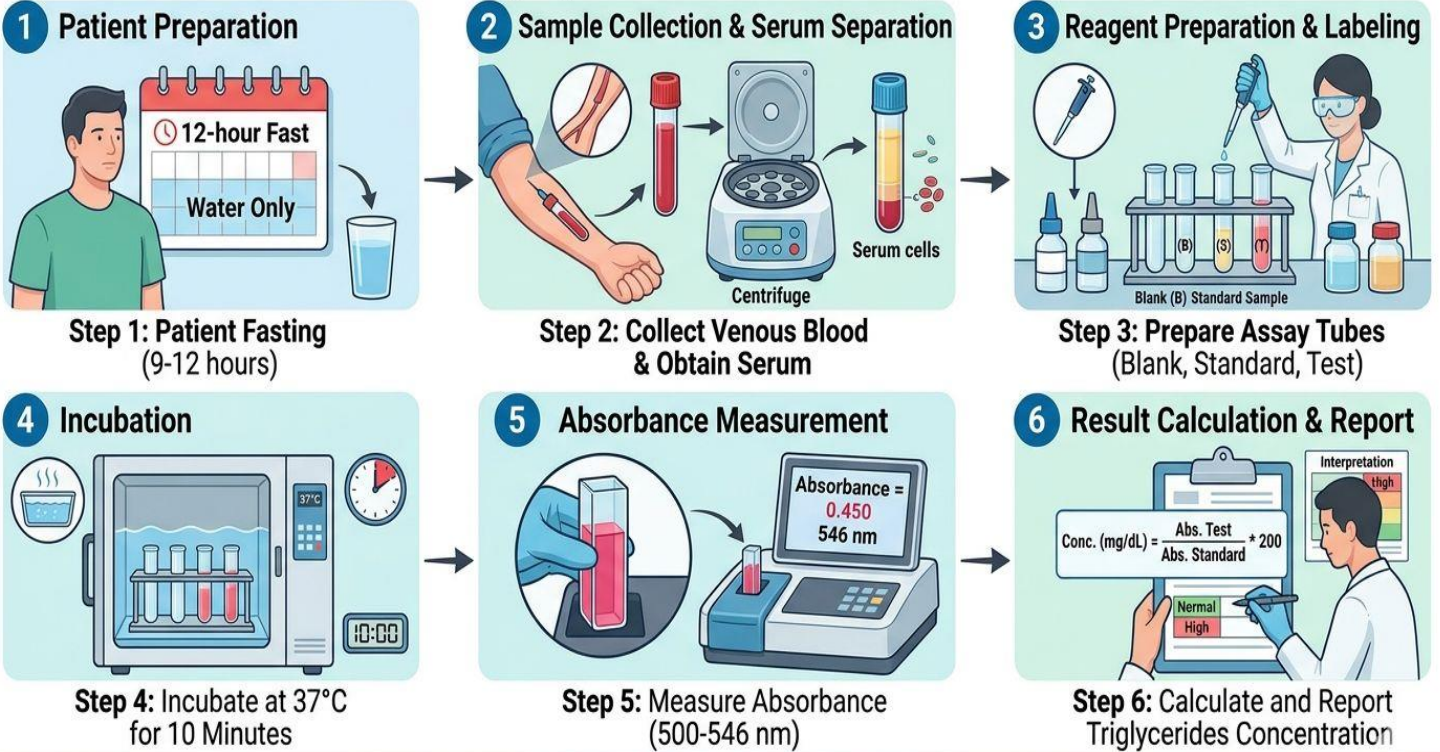 1 Patient Preparation
12-hour Fast
Water Only
Step 1: Patient Fasting
(9-12 hours)
2 Sample Collection & Serum Separation
Centrifuge
Serum cells
Step 2: Collect Venous Blood
& Obtain Serum
3 Reagent Preparation & Labeling
(B) (S) (T)
Blank (B) Standard Sample
Step 3: Prepare Assay Tubes
(Blank, Standard, Test)
4 Incubation
37°C
10:00
Step 4: Incubate at 37°C
for 10 Minutes
5 Absorbance Measurement
Absorbance =
0.450
546 nm
Step 5: Measure Absorbance
(500-546 nm)
6 Result Calculation & Report
Interpretation
thgh
Abs. Test
Conc. (mg/dL) = * 200
Abs. Standard
Normal
High
Step 6: Calculate and Report
Triglycerides Concentration